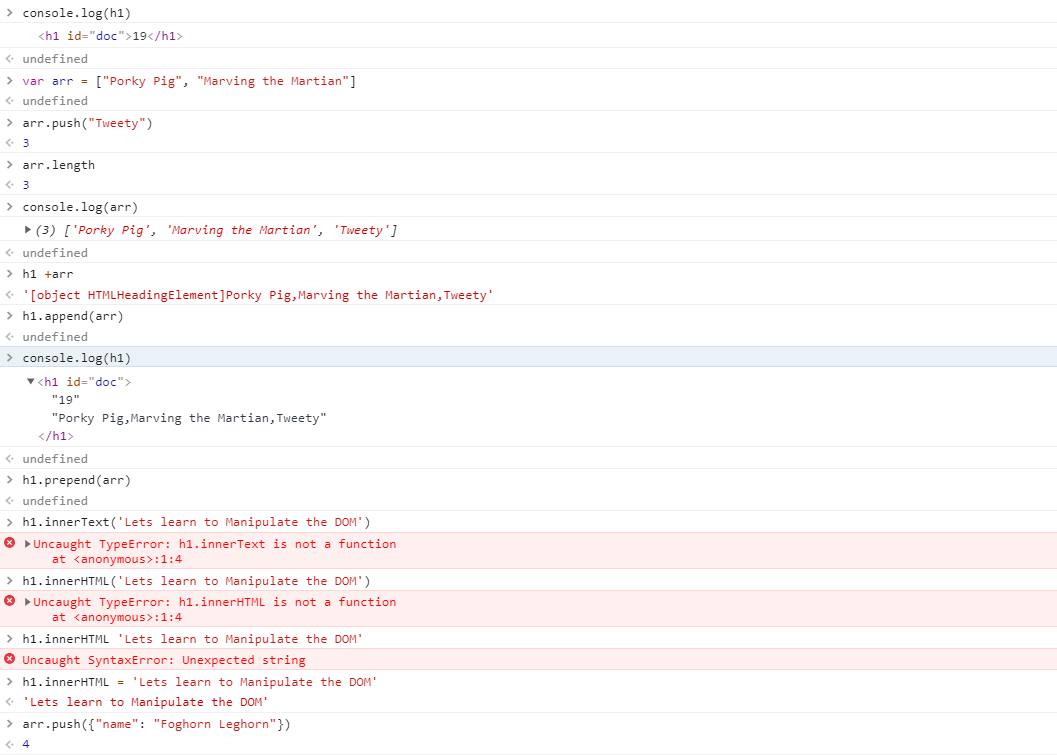 console.log(h1)
<h1 id="doc">19</h1>
undefined
var arr = ["Porky Pig", "Marving the Martian"]
undefined
arr.push("Tweety")
3
arr.length
3
console.log(arr)
(3) ['Porky Pig', 'Marving the Martian', 'Tweety']
undefined
h1 +arr
'[object HTMLHeadingElement]Porky Pig,Marving the Martian,Tweety'
h1.append(arr)
undefined
console.log(h1)
<h1 id="doc">
"19"
"Porky Pig,Marving the Martian,Tweety"
</h1>
undefined
h1.prepend(arr)
undefined
h1.innerText('Lets learn to Manipulate the DOM')
Uncaught TypeError: h1.innerText is not a function
at <anonymous>:1:4
h1.innerHTML('Lets learn to Manipulate the DOM')
Uncaught TypeError: h1.innerHTML is not a function
at <anonymous>:1:4
h1.innerHTML 'Lets learn to Manipulate the DOM'
Uncaught SyntaxError: Unexpected string
h1.innerHTML = 'Lets learn to Manipulate the DOM'
'Lets learn to Manipulate the DOM'
arr.push({"name": "Foghorn Leghorn"})
4